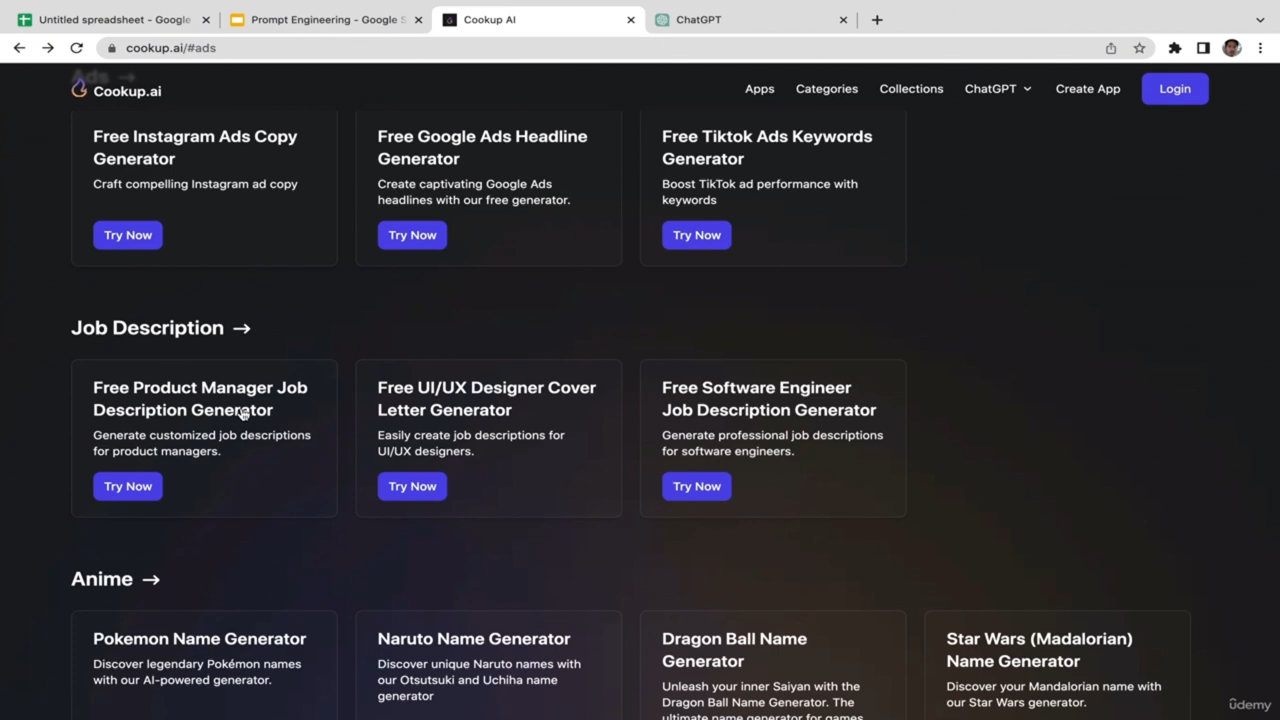 Untitled spreadsheet - Google
Prompt Engineering - Google S
Cookup AI
ChatGPT
cookup.ai/#ads
Ads →
Cookup.ai
Apps
Categories
Collections
ChatGPT
Create App
Login
Free Instagram Ads Copy
Generator
Craft compelling Instagram ad copy
Try Now
Free Google Ads Headline
Generator
Create captivating Google Ads
headlines with our free generator.
Try Now
Free Tiktok Ads Keywords
Generator
Boost TikTok ad performance with
keywords
Try Now
Job Description →
Free Product Manager Job
Description Generator
Generate customized job descriptions
for product managers.
Try Now
Free UI/UX Designer Cover
Letter Generator
Easily create job descriptions for
UI/UX designers.
Try Now
Free Software Engineer
Job Description Generator
Generate professional job descriptions
for software engineers.
Try Now
Anime →
Pokemon Name Generator
Discover legendary Pokémon names
with our AI-powered generator.
Naruto Name Generator
Discover unique Naruto names with
our Otsutsuki and Uchiha name
generator
Dragon Ball Name
Generator
Unleash your inner Saiyan with the
Dragon Ball Name Generator. The
ultimate name generator for games
Star Wars (Madalorian)
Name Generator
Discover your Mandalorian name with
our Star Wars generator.
ûdemy